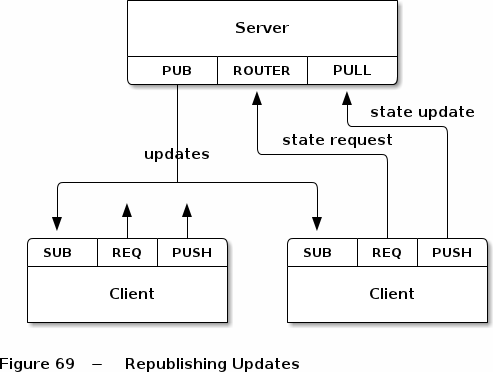 Server
PUB ROUTER PULL
state update
state request
updates
SUB REQ PUSH SUB REQ PUSH
Client Client
Figure 69 – Republishing Updates